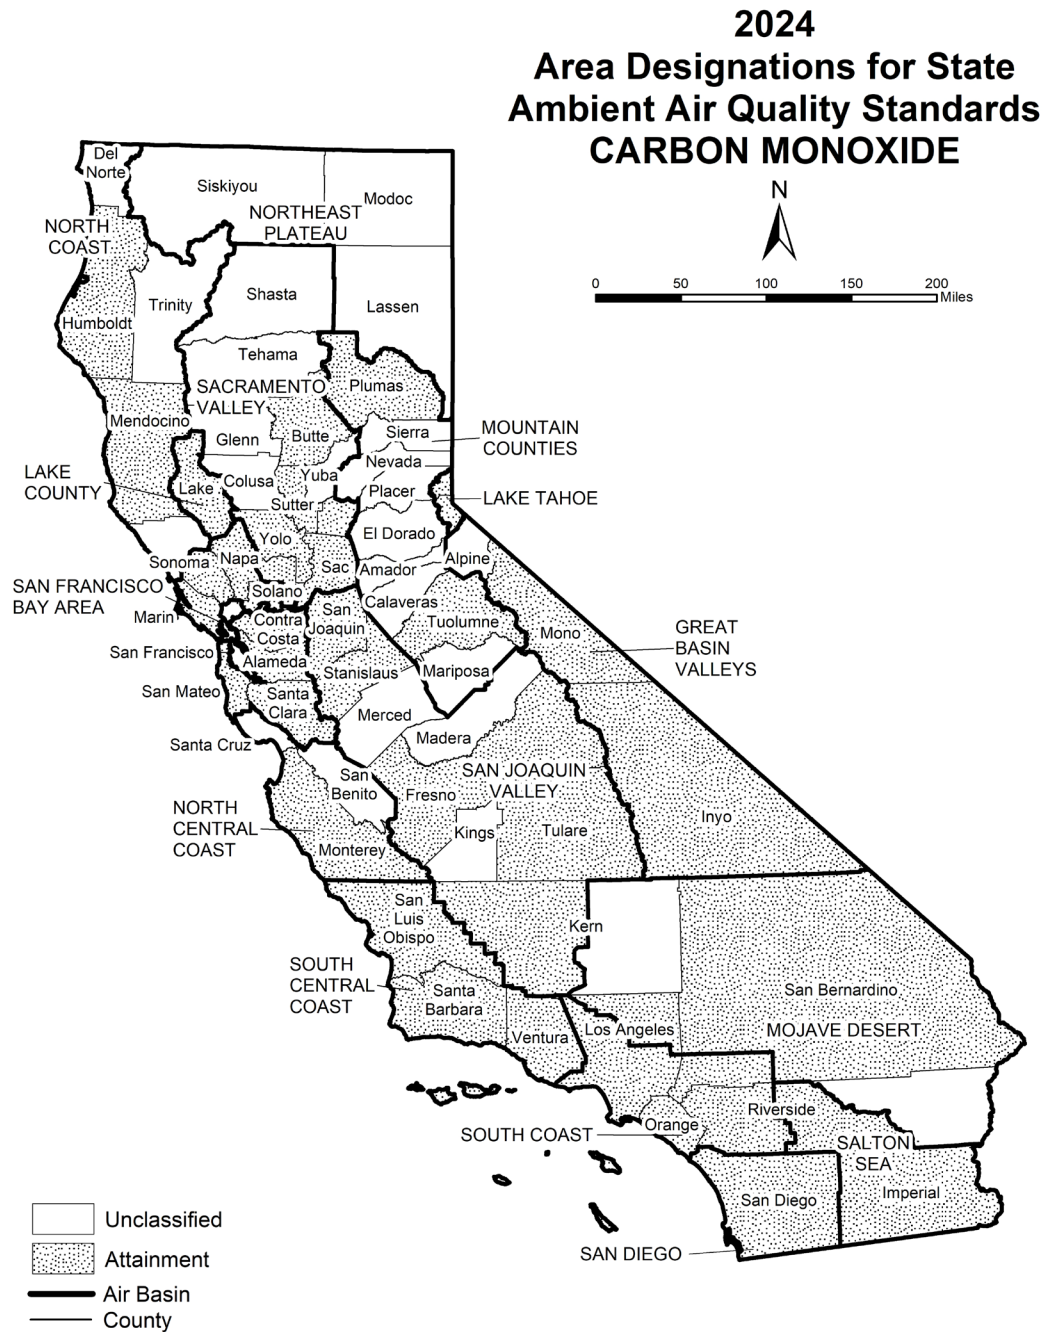 2024
Area Designations for State
Ambient Air Quality Standards
CARBON MONOXIDE
N
0 50 100 150 200
Miles
Del
Norte
Siskiyou
Modoc
NORTHEAST
PLATEAU
NORTH
COAST
Trinity
Shasta
Lassen
Humboldt
Tehama
Plumas
SACRAMENTO
VALLEY
Mendocino
Butte
Glenn
Sierra
MOUNTAIN
COUNTIES
Nevada
LAKE
COUNTY
Lake
Colusa
Yuba
Placer
LAKE TAHOE
Sutter
Yolo
El Dorado
Sonoma
Napa
Sac
Amador
Alpine
SAN FRANCISCO
BAY AREA
Solano
Calaveras
Marin
Contra
Costa
San
Joaquin
Tuolumne
Mono
GREAT
BASIN
VALLEYS
San Francisco
Alameda
Stanislaus
Mariposa
San Mateo
Santa
Clara
Merced
Santa Cruz
Madera
San
Benito
SAN JOAQUIN
VALLEY
Fresno
NORTH
CENTRAL
COAST
Monterey
Kings
Tulare
Inyo
San
Luis
Obispo
Kern
SOUTH
CENTRAL
COAST
Santa
Barbara
San Bernardino
Ventura
Los Angeles
MOJAVE DESERT
Riverside
Orange
SOUTH COAST
SALTON
SEA
San Diego
Imperial
SAN DIEGO
Unclassified
Attainment
Air Basin
County